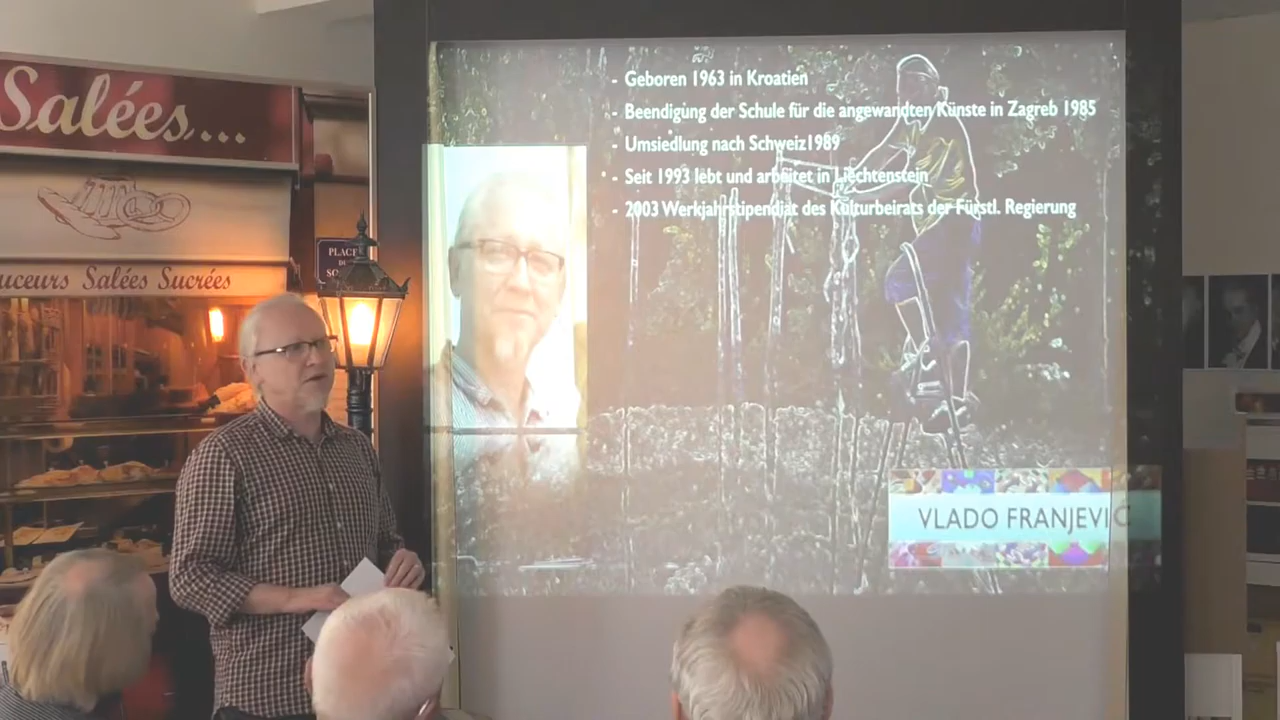 Salées...
uceurs Salées Sucrées
PLACE
- Geboren 1963 in Kroatien
- Beendigung der Schule für die angewandten Künste in Zagreb 1985
- Umsiedlung nach Schweiz1989
- Seit 1993 lebt und arbeitet in Liechtenstein
- 2003 Werkjahrstipendiat des Kulturbeirats der Fürstl. Regierung
VLADO FRANJEVIC